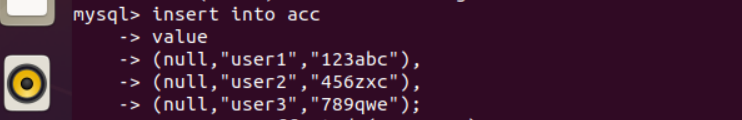 mysql> insert into acc
    -> value
    -> (null,"user1","123abc"),
    -> (null,"user2","456zxc"),
    -> (null,"user3","789qwe");